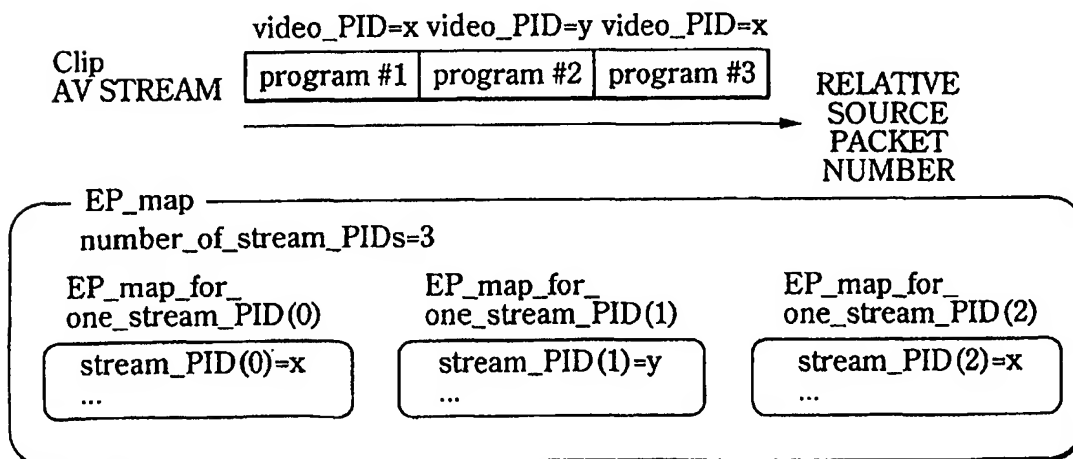 video_PID=x video_PID=y video_PID=x
Clip
AV STREAM
program #1 program #2 program #3
RELATIVE
SOURCE
PACKET
NUMBER
EP_map
number_of_stream_PIDs=3
EP_map_for_
one_stream_PID(0)
stream_PID(0)=x
...
EP_map_for_
one_stream_PID(1)
stream_PID(1)=y
...
EP_map_for_
one_stream_PID(2)
stream_PID(2)=x
...